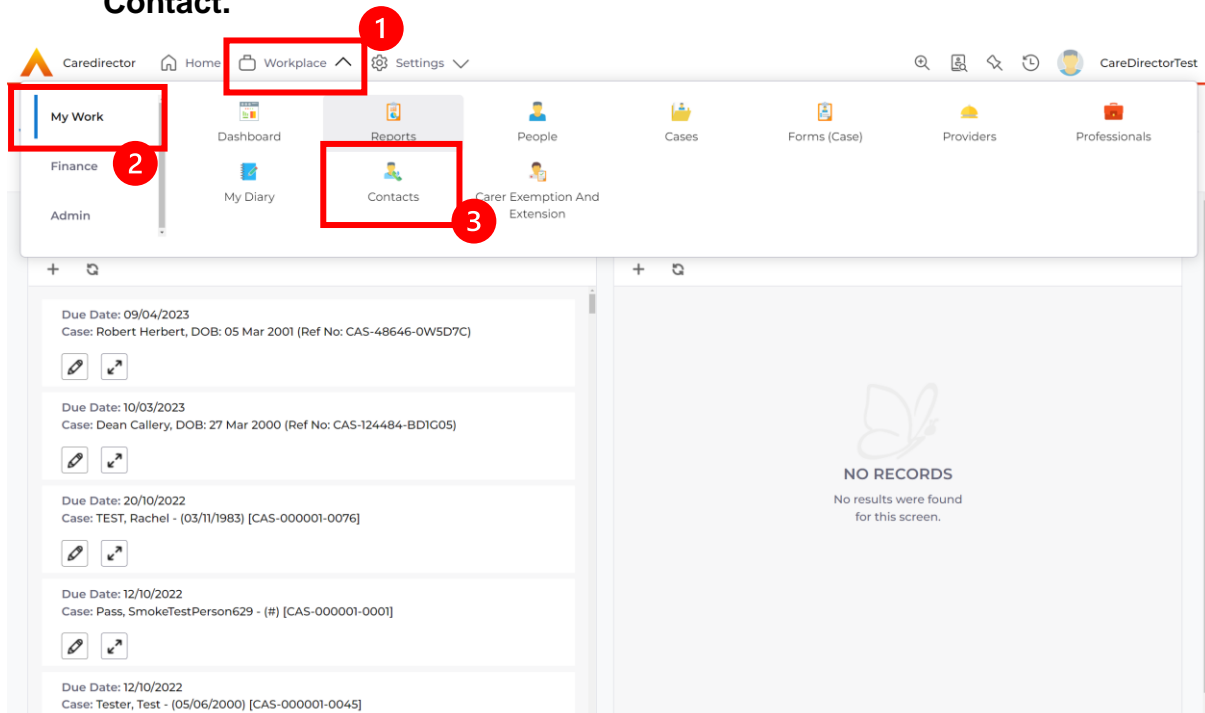 Contact.
1
Caredirector Home Workplace Settings CareDirectorTest
My Work
2
Finance
Admin
Dashboard Reports People Cases Forms (Case) Providers Professionals
My Diary Contacts Carer Exemption And
Extension
3
Due Date: 09/04/2023
Case: Robert Herbert, DOB: 05 Mar 2001 (Ref No: CAS-48646-0W5D7C)
Due Date: 10/03/2023
Case: Dean Callery, DOB: 27 Mar 2000 (Ref No: CAS-124484-BD1G05)
Due Date: 20/10/2022
Case: TEST, Rachel - (03/11/1983) [CAS-000001-0076]
Due Date: 12/10/2022
Case: Pass, SmokeTestPerson629 - (#) [CAS-000001-0001]
Due Date: 12/10/2022
Case: Tester, Test - (05/06/2000) [CAS-000001-0045]
NO RECORDS
No results were found
for this screen.